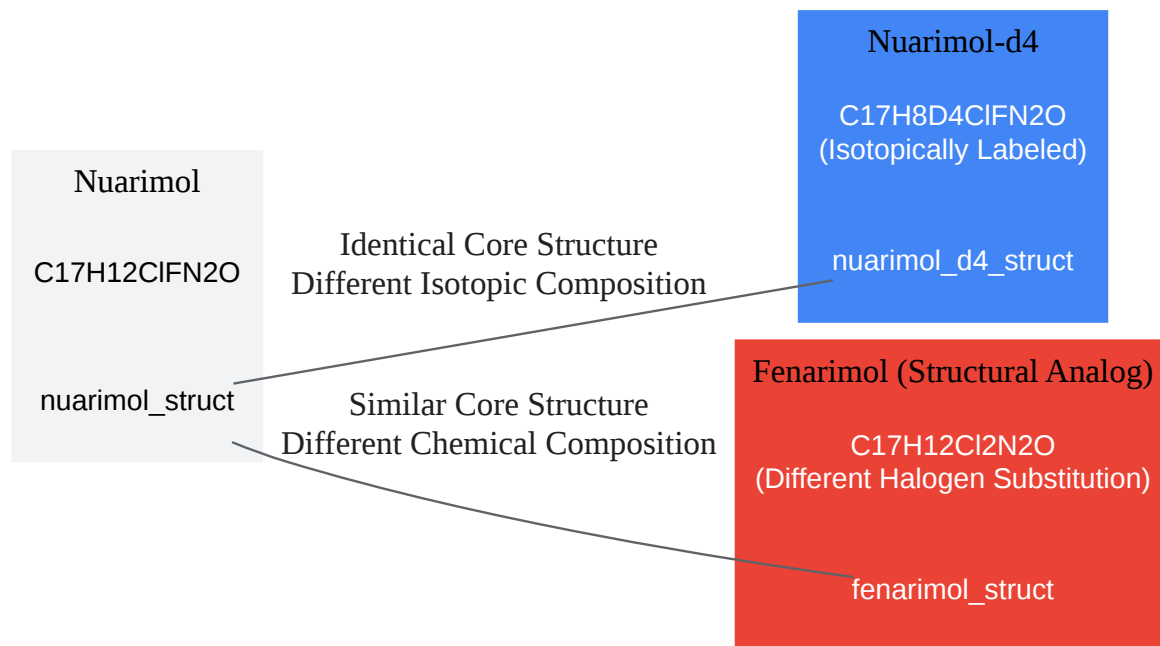 Nuarimol
C17H12ClFN2O
nuarimol_struct
Identical Core Structure
Different Isotopic Composition
Similar Core Structure
Different Chemical Composition
Nuarimol-d4
C17H8D4ClFN2O
(Isotopically Labeled)
nuarimol_d4_struct
Fenarimol (Structural Analog)
C17H12Cl2N2O
(Different Halogen Substitution)
fenarimol_struct